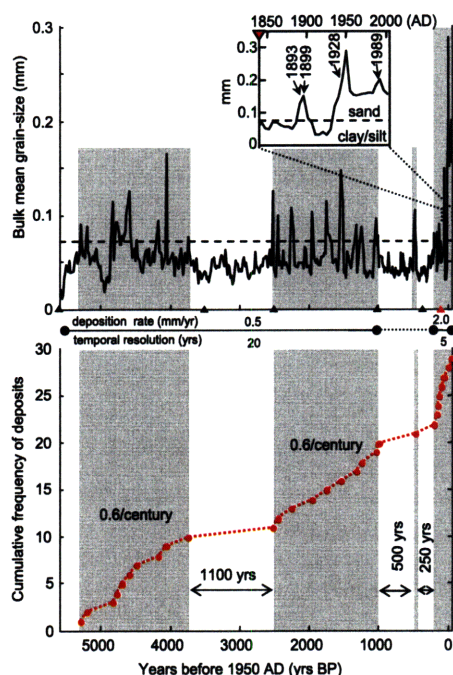 1850 1900 1950 2000 (AD)
0.3
0.2
0.1
0
mm
1893
1899
1928
1989
sand
clay/silt
0.3
0.2
0.1
0
Bulk mean grain-size (mm)
deposition rate (mm/yr) 0.5 2.0
temporal resolution (yrs) 20 5
30
25
20
15
10
5
0
Cumulative frequency of deposits
0.6/century
0.6/century
1100 yrs
500 yrs
250 yrs
5000 4000 3000 2000 1000 0
Years before 1950 AD (yrs BP)